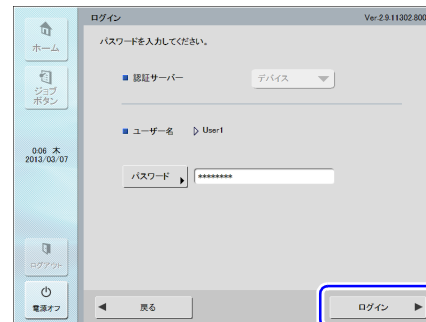 ログイン
Ver.2.9.11302.800
ホーム
パスワードを入力してください。
ジョブ
ボタン
認証サーバー
デバイス
ユーザー名
User1
0:06 木
2013/03/07
パスワード
********
ログアウト
電源オフ
戻る
ログイン